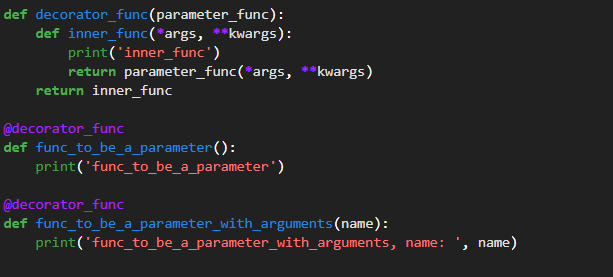 def decorator_func(parameter_func):
    def inner_func(*args, **kwargs):
        print('inner_func')
        return parameter_func(*args, **kwargs)
    return inner_func

@decorator_func
def func_to_be_a_parameter():
    print('func_to_be_a_parameter')

@decorator_func
def func_to_be_a_parameter_with_arguments(name):
    print('func_to_be_a_parameter_with_arguments, name: ', name)